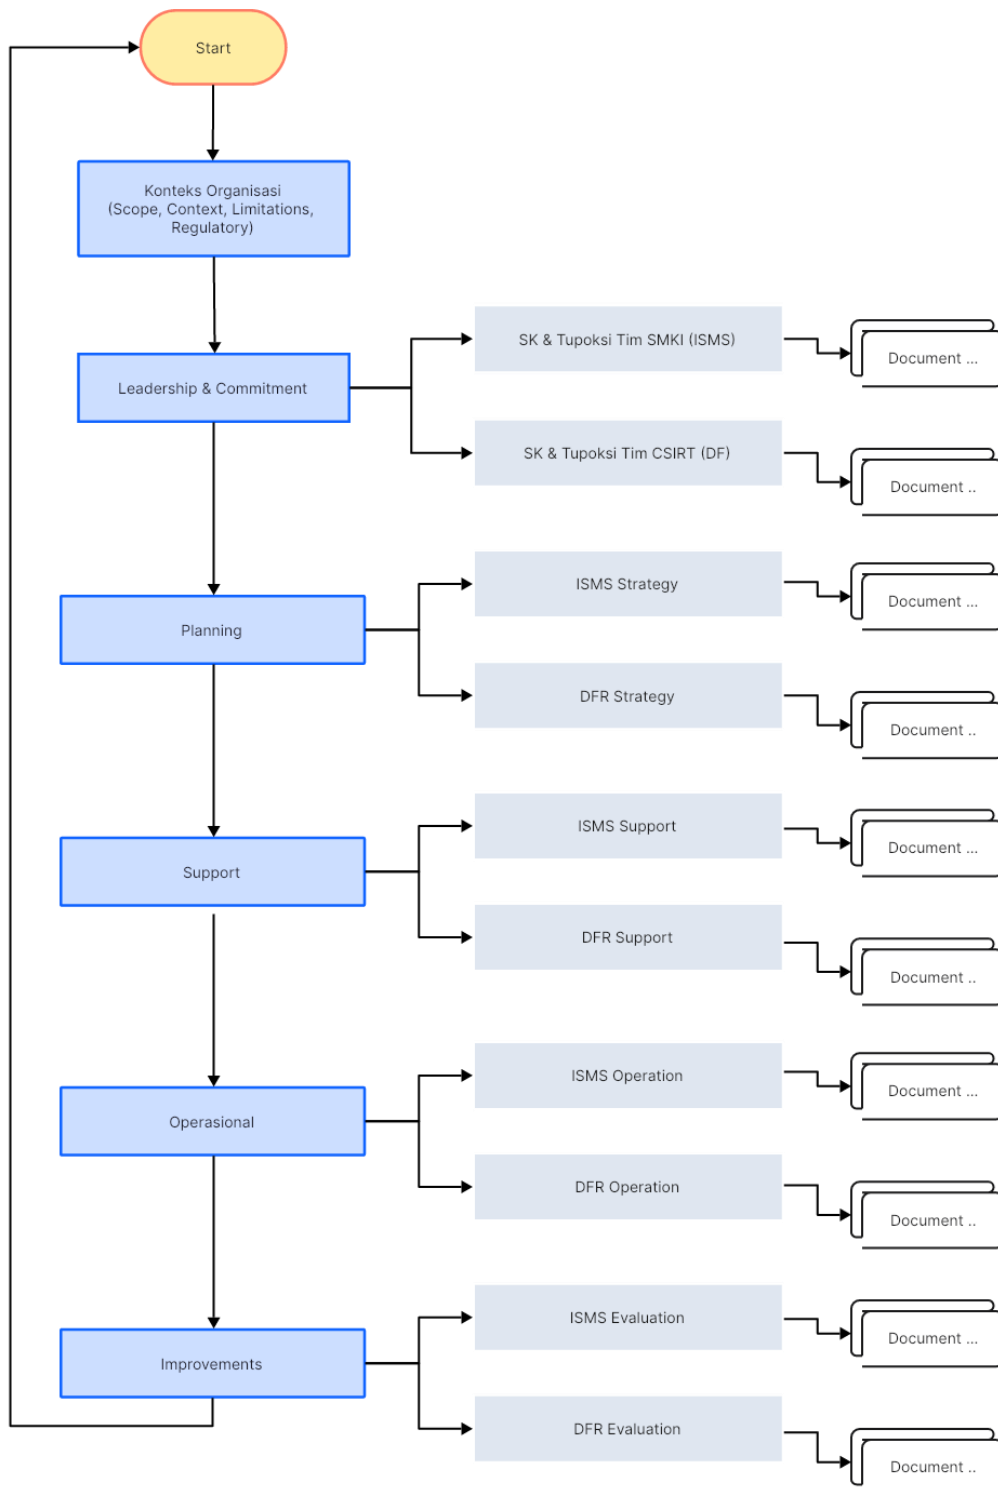 Start
Konteks Organisasi
(Scope, Context, Limitations,
Regulatory)
Leadership & Commitment
SK & Tupoksi Tim SMKI (ISMS)
Document ...
SK & Tupoksi Tim CSIRT (DF)
Document ..
Planning
ISMS Strategy
Document ...
DFR Strategy
Document ..
Support
ISMS Support
Document ...
DFR Support
Document ..
Operasional
ISMS Operation
Document ...
DFR Operation
Document ..
Improvements
ISMS Evaluation
Document ...
DFR Evaluation
Document ..